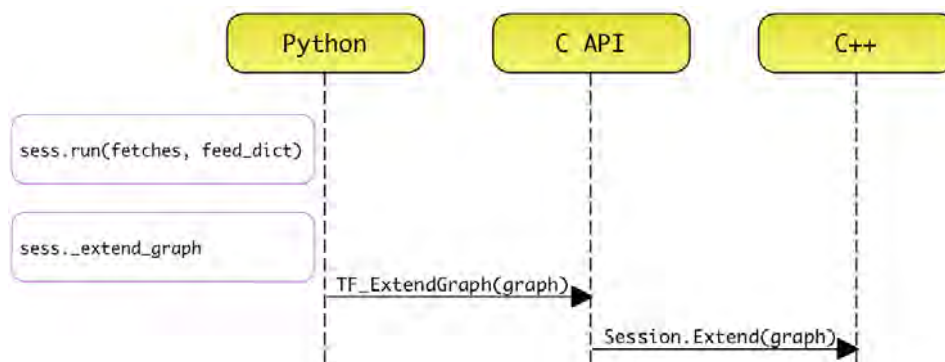 Python
C API
C++
sess.run(fetches, feed_dict)
sess._extend_graph
TF_ExtendGraph(graph)
Session.Extend(graph)